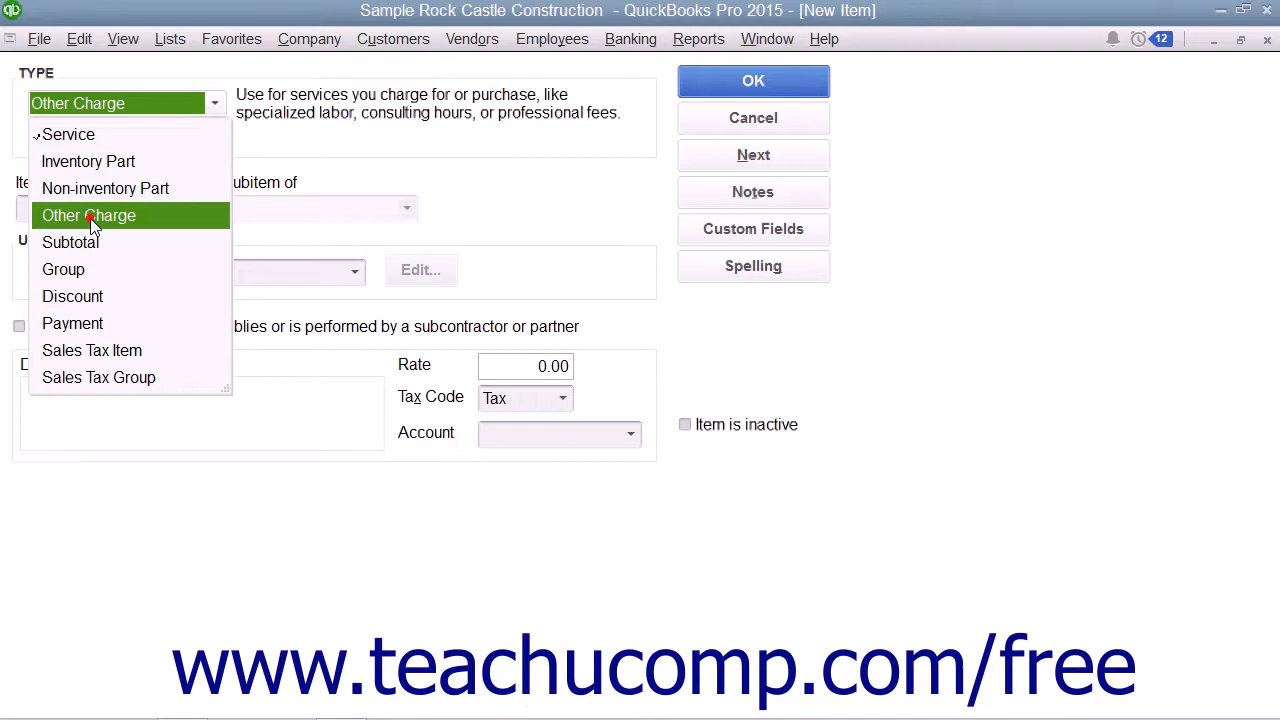 qb Sample Rock Castle Construction - QuickBooks Pro 2015 - [New Item]
File Edit View Lists Favorites Company Customers Vendors Employees Banking Reports Window Help 12
TYPE
Other Charge
Use for services you charge for or purchase, like
specialized labor, consulting hours, or professional fees.
Service
Inventory Part
Non-inventory Part
Other Charge
Subtotal
Group
Discount
Payment
Sales Tax Item
Sales Tax Group
Ite
ubitem of
U
Edit...
blies or is performed by a subcontractor or partner
D
Rate 0.00
Tax Code Tax
Account
OK
Cancel
Next
Notes
Custom Fields
Spelling
Item is inactive
www.teachucomp.com/free